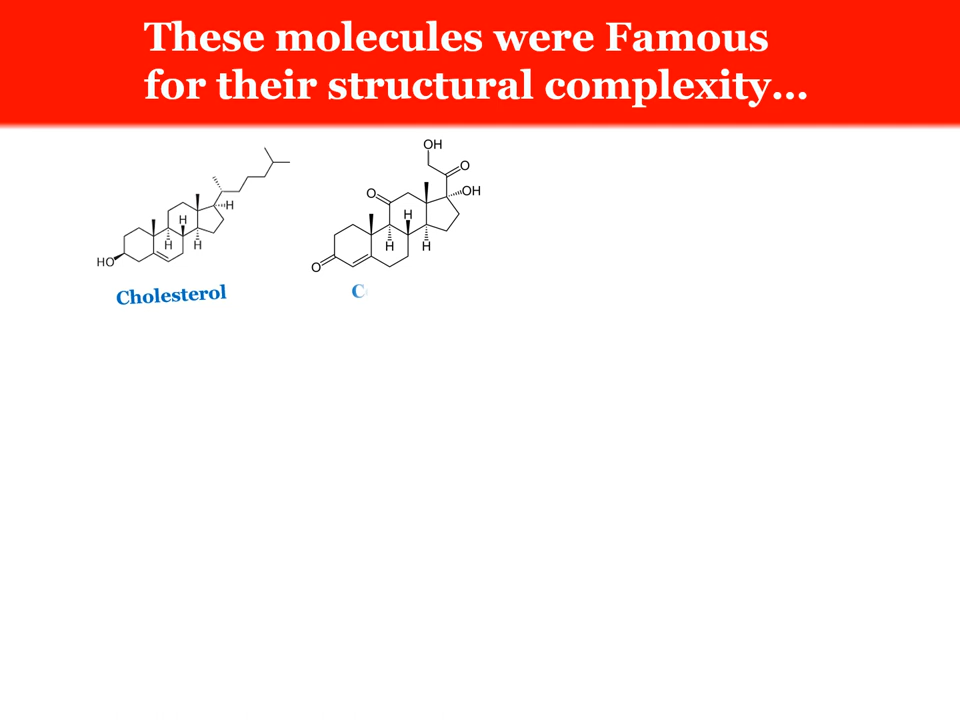 These molecules were Famous
for their structural complexity...
OH
O
O
OH
H
H
H
H
H
H
H
HO
O
Cholesterol
C